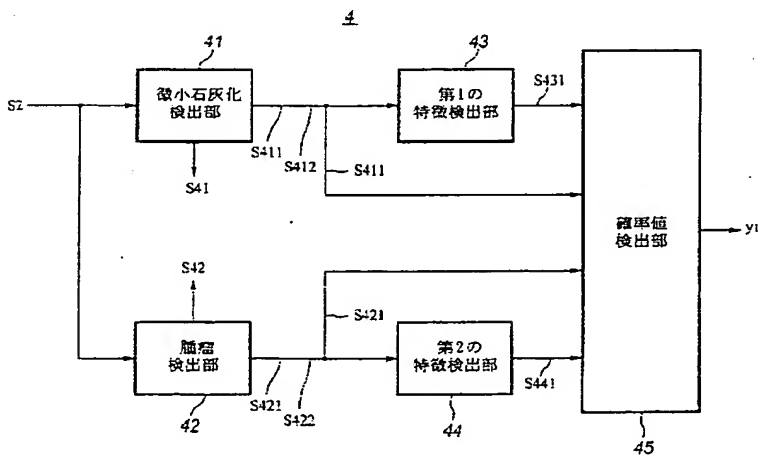 4
41
43
S2
微小石灰化
検出部
S411
S412
S411
S41
第1の
特徴検出部
S431
確率値
検出部
S42
腫瘤
検出部
S421
S421
S422
42
第2の
特徴検出部
S441
44
45